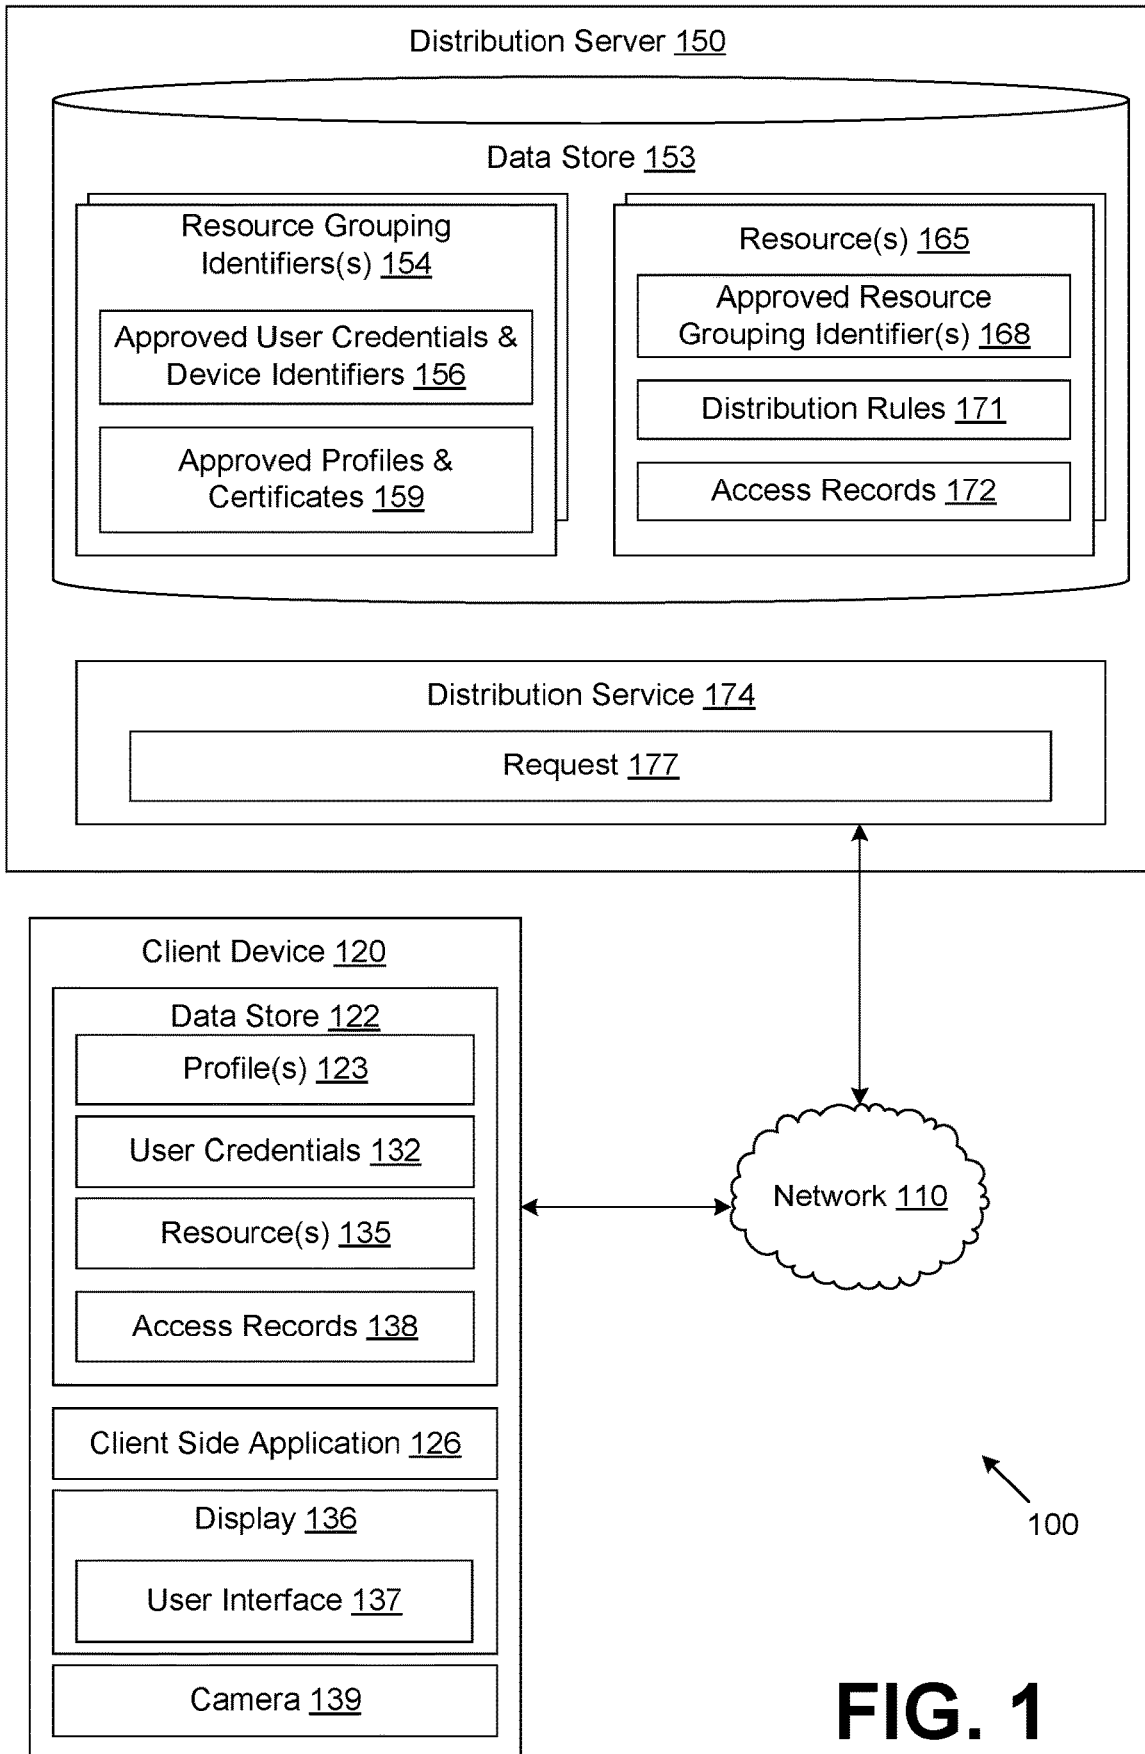 Distribution Server 150
Data Store 153
Resource Grouping
Identifiers(s) 154
Approved User Credentials &
Device Identifiers 156
Approved Profiles &
Certificates 159
Resource(s) 165
Approved Resource
Grouping Identifier(s) 168
Distribution Rules 171
Access Records 172
Distribution Service 174
Request 177
Client Device 120
Data Store 122
Profile(s) 123
User Credentials 132
Resource(s) 135
Access Records 138
Client Side Application 126
Display 136
User Interface 137
Camera 139
Network 110
100
FIG. 1